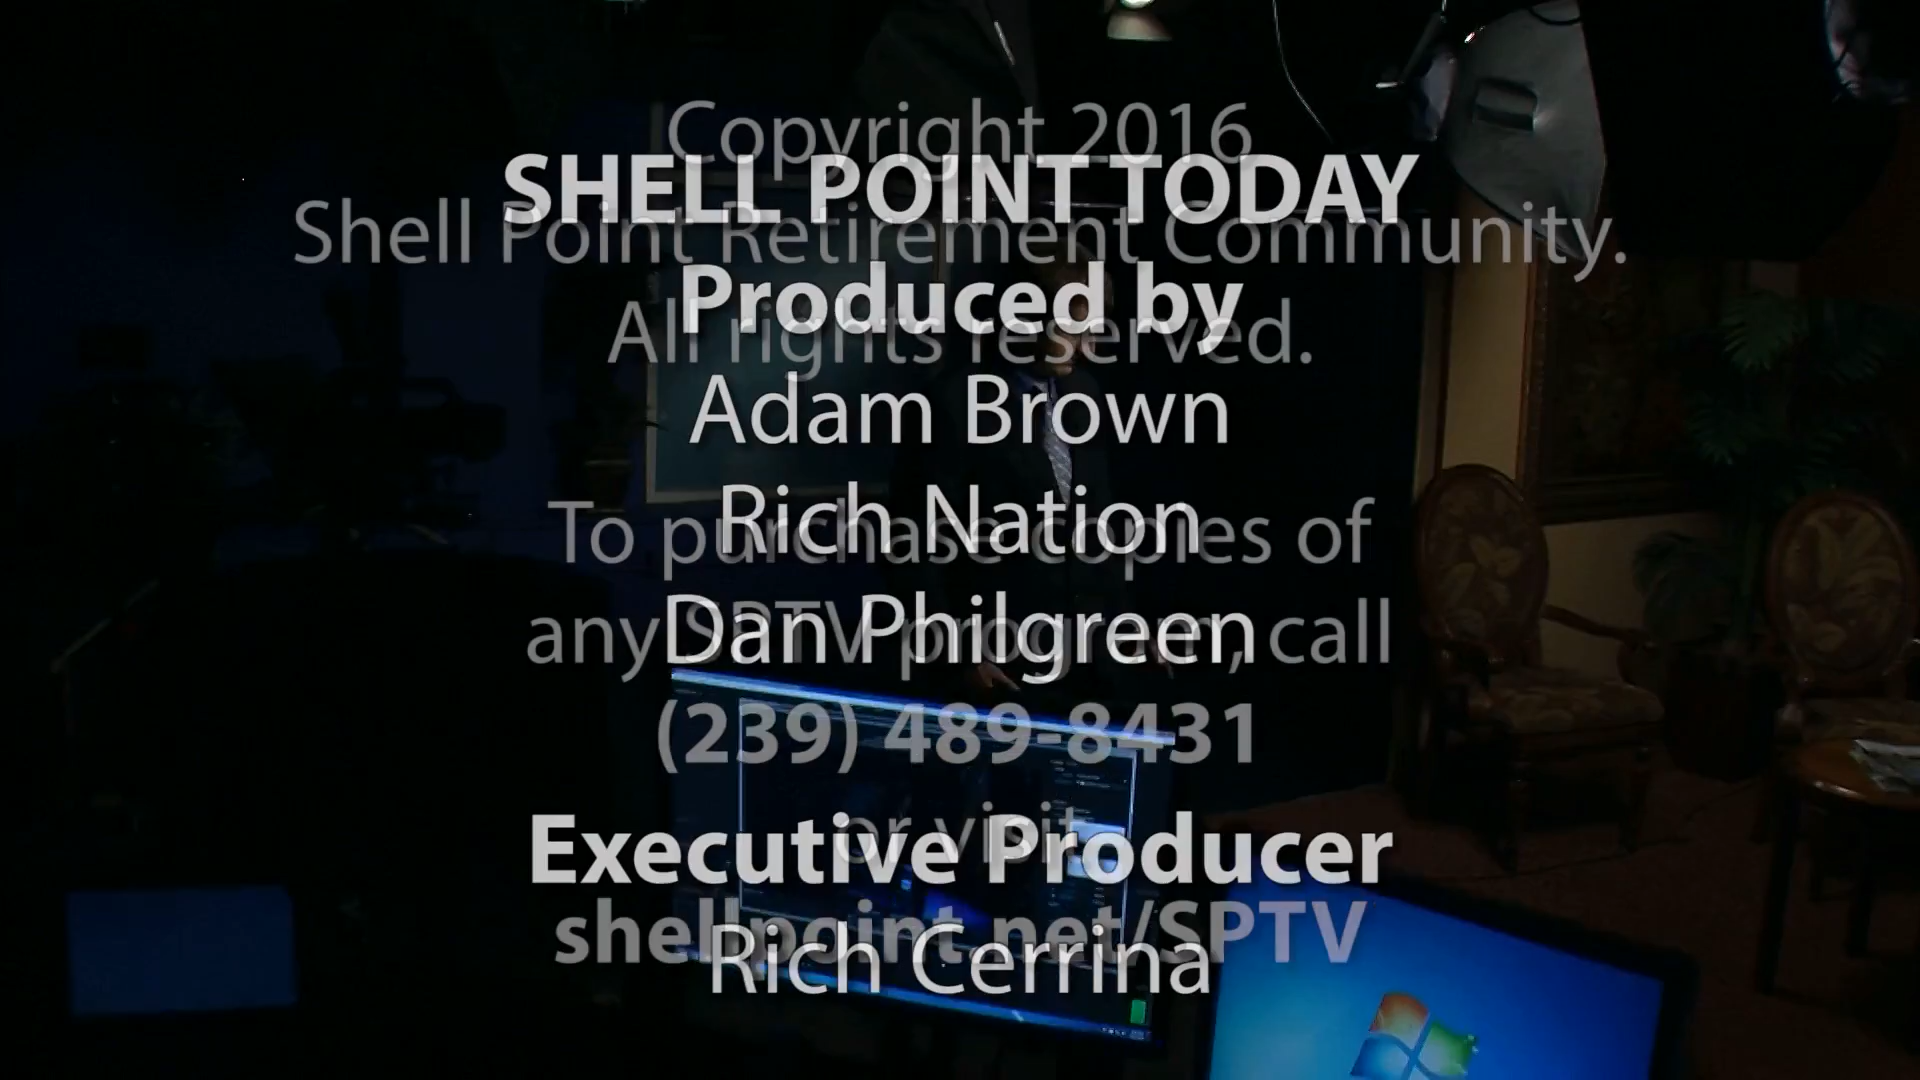 Copyright 2016
SHELL POINT TODAY
Shell Point Retirement Community.
Produced by
All rights reserved.
Adam Brown
Rich Nation
To purchase copies of
Dan Philgreen
any SPTV program, call
(239) 489-8431
or visit
Executive Producer
shellpoint.net/SPTV
Rich Cerrina